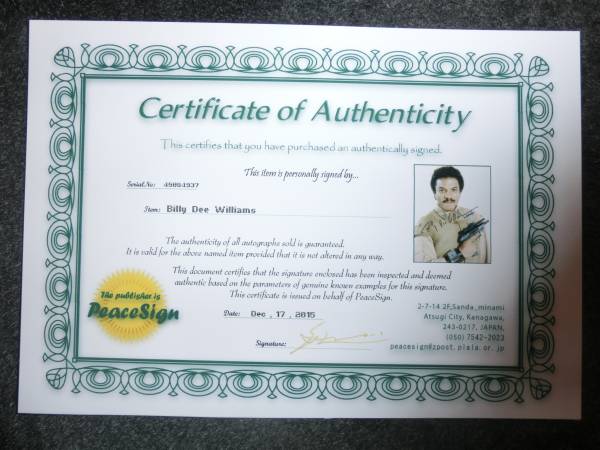 Certificate of Authenticity
This certifies that you have purchased an authentically signed.
This item is personally signed by...
Serial.No: 49804937
Item: Billy Dee Williams
The authenticity of all autographs sold is guaranteed.
It is valid for the above named item provided that it is not altered in any way.
This document certifies that the signature enclosed has been inspected and deemed
authentic based on the parameters of genuine known examples for this signature.
This certificate is issued on behalf of PeaceSign.
The publisher is
PeaceSign
Date: Dec, 17, 2015
Signature:
2-7-14 2F,Sanda_minami
Atsugi City, Kanagawa,
243-0217, JAPAN,
(050) 7542-2023
peacesign@zpost.plala.or.jp